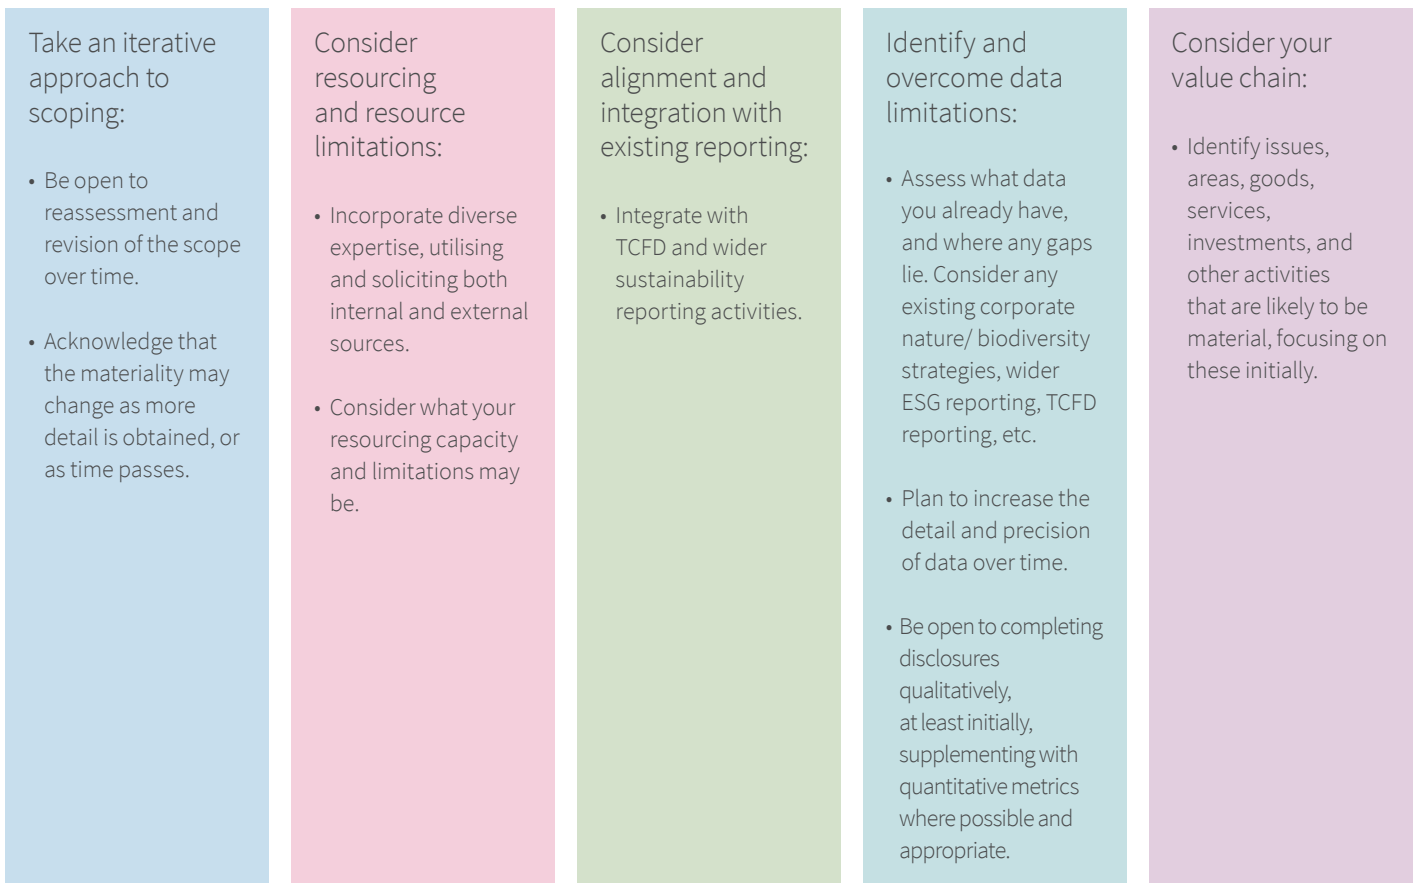 Take an iterative
approach to
scoping:
• Be open to
reassessment and
revision of the scope
over time.
• Acknowledge that
the materiality may
change as more
detail is obtained, or
as time passes.
Consider
resourcing
and resource
limitations:
• Incorporate diverse
expertise, utilising
and soliciting both
internal and external
sources.
• Consider what your
resourcing capacity
and limitations may
be.
Consider
alignment and
integration with
existing reporting:
• Integrate with
TCFD and wider
sustainability
reporting activities.
Identify and
overcome data
limitations:
• Assess what data
you already have,
and where any gaps
lie. Consider any
existing corporate
nature/ biodiversity
strategies, wider
ESG reporting, TCFD
reporting, etc.
• Plan to increase the
detail and precision
of data over time.
• Be open to completing
disclosures
qualitatively,
at least initially,
supplementing with
quantitative metrics
where possible and
appropriate.
Consider your
value chain:
• Identify issues,
areas, goods,
services,
investments, and
other activities
that are likely to be
material, focusing on
these initially.